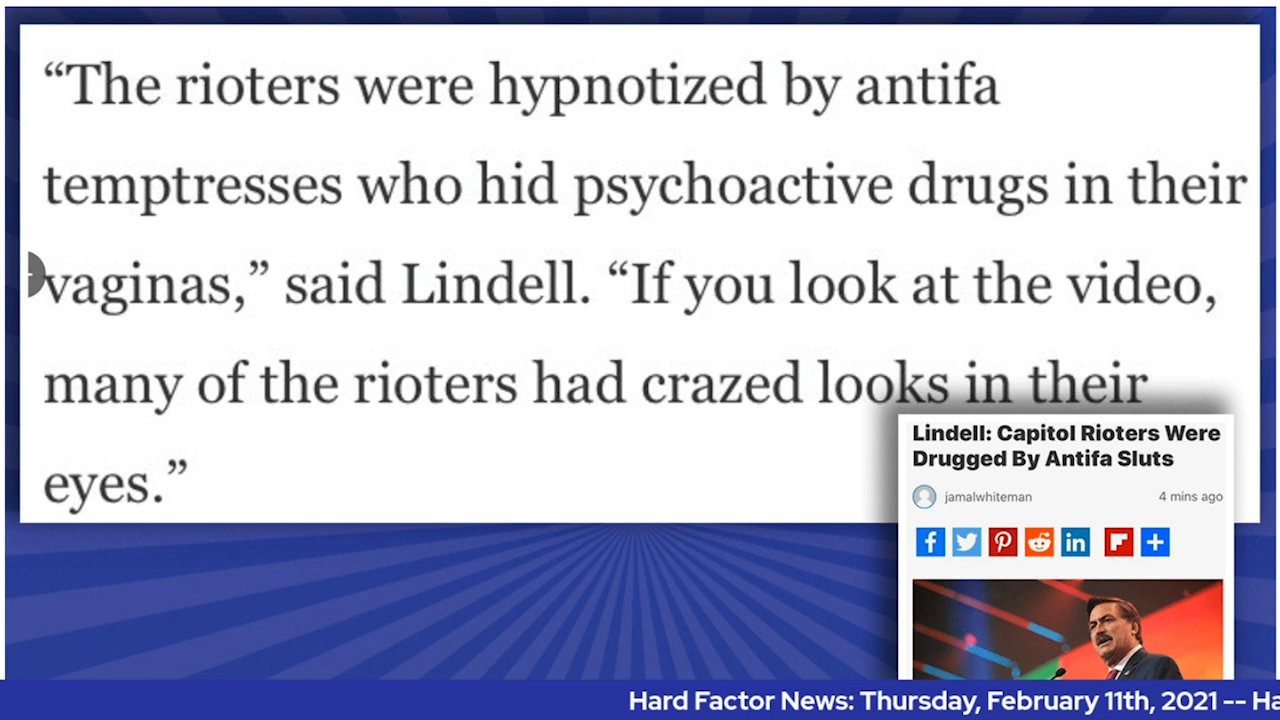 “The rioters were hypnotized by antifa
temptresses who hid psychoactive drugs in their
vaginas,” said Lindell. “If you look at the video,
many of the rioters had crazed looks in their
eyes.”
Lindell: Capitol Rioters Were
Drugged By Antifa Sluts
jamalwhiteman 4 mins ago
Hard Factor News: Thursday, February 11th, 2021 -- Ha